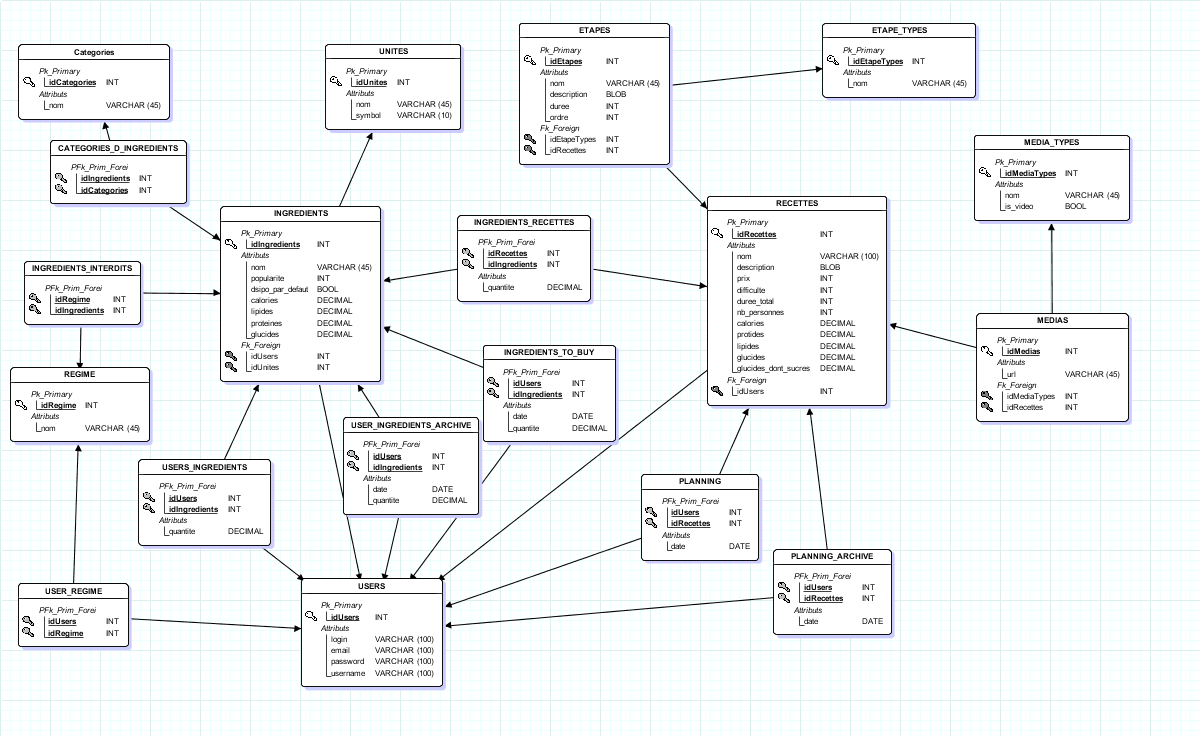 Categories
Pk_Primary
idCategories INT
Attributs
nom VARCHAR (45)
UNITES
Pk_Primary
idUnites INT
Attributs
nom VARCHAR (45)
symbol VARCHAR (10)
ETAPES
Pk_Primary
idEtapes INT
Attributs
nom VARCHAR (45)
description BLOB
duree INT
ordre INT
Fk_Foreign
idEtapeTypes INT
idRecettes INT
ETAPE_TYPES
Pk_Primary
idEtapeTypes INT
Attributs
nom VARCHAR (45)
CATEGORIES_D_INGREDIENTS
PFk_Prim_Forei
idIngredients INT
idCategories INT
MEDIA_TYPES
Pk_Primary
idMediaTypes INT
Attributs
nom VARCHAR (45)
is_video BOOL
INGREDIENTS
Pk_Primary
idIngredients INT
Attributs
nom VARCHAR (45)
popularite INT
dsipo_par_defaut BOOL
calories DECIMAL
lipides DECIMAL
proteines DECIMAL
glucides DECIMAL
Fk_Foreign
idUsers INT
idUnites INT
INGREDIENTS_RECETTES
PFk_Prim_Forei
idRecettes INT
idIngredients INT
Attributs
quantite DECIMAL
RECETTES
Pk_Primary
idRecettes INT
Attributs
nom VARCHAR (100)
description BLOB
prix INT
difficulte INT
duree_total INT
nb_personnes INT
calories DECIMAL
protides DECIMAL
lipides DECIMAL
glucides DECIMAL
glucides_dont_sucres DECIMAL
Fk_Foreign
idUsers INT
INGREDIENTS_INTERDITS
PFk_Prim_Forei
idRegime INT
idIngredients INT
MEDIAS
Pk_Primary
idMedias INT
Attributs
url VARCHAR (45)
Fk_Foreign
idMediaTypes INT
idRecettes INT
REGIME
Pk_Primary
idRegime INT
Attributs
nom VARCHAR (45)
INGREDIENTS_TO_BUY
PFk_Prim_Forei
idUsers INT
idIngredients INT
Attributs
date DATE
quantite DECIMAL
USER_INGREDIENTS_ARCHIVE
PFk_Prim_Forei
idUsers INT
idIngredients INT
Attributs
date DATE
quantite DECIMAL
USERS_INGREDIENTS
PFk_Prim_Forei
idUsers INT
idIngredients INT
Attributs
quantite DECIMAL
PLANNING
PFk_Prim_Forei
idUsers INT
idRecettes INT
Attributs
date DATE
PLANNING_ARCHIVE
PFk_Prim_Forei
idUsers INT
idRecettes INT
Attributs
date DATE
USER_REGIME
PFk_Prim_Forei
idUsers INT
idRegime INT
USERS
Pk_Primary
idUsers INT
Attributs
login VARCHAR (100)
email VARCHAR (100)
password VARCHAR (100)
username VARCHAR (100)